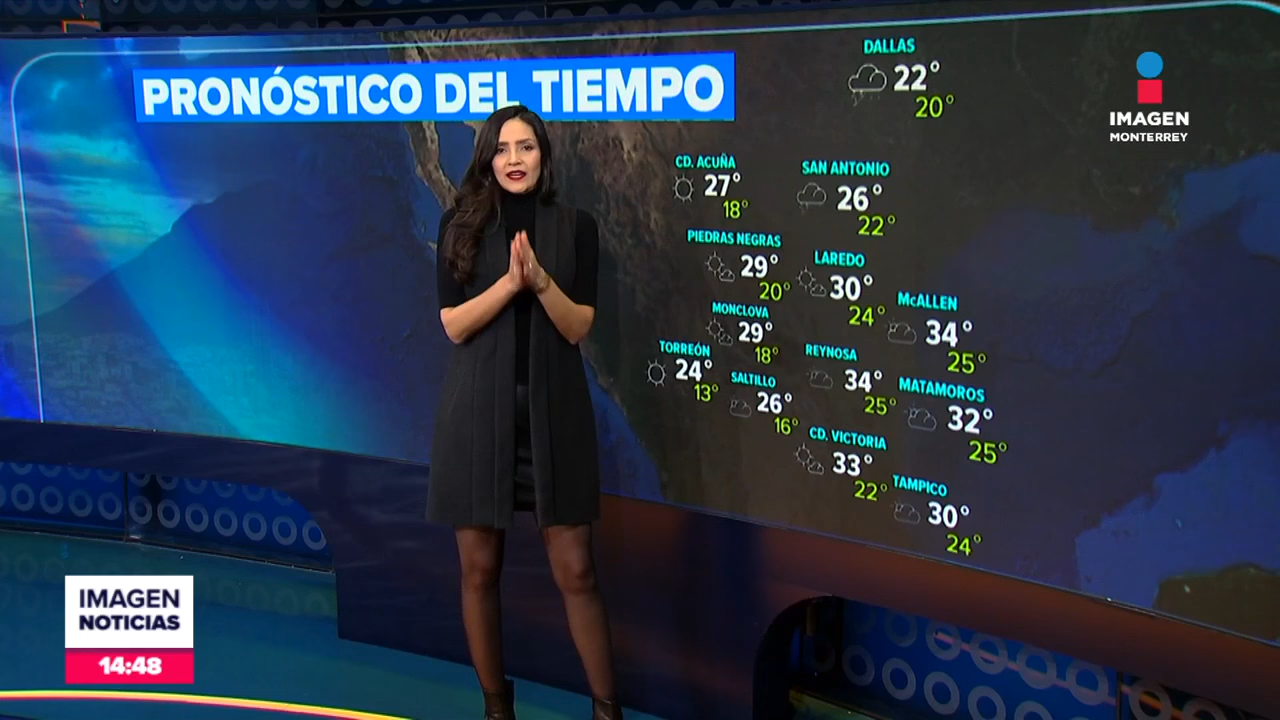 PRONÓSTICO DEL TIEMPO
IMAGEN
MONTERREY
DALLAS
22°
20°
CD. ACUÑA
27°
18°
SAN ANTONIO
26°
22°
PIEDRAS NEGRAS
29°
20°
LAREDO
30°
24°
McALLEN
34°
25°
MONCLOVA
29°
18°
TORREÓN
24°
13°
SALTILLO
26°
16°
REYNOSA
34°
25°
MATAMOROS
32°
25°
CD. VICTORIA
33°
22°
TAMPICO
30°
24°
IMAGEN
NOTICIAS
14:48